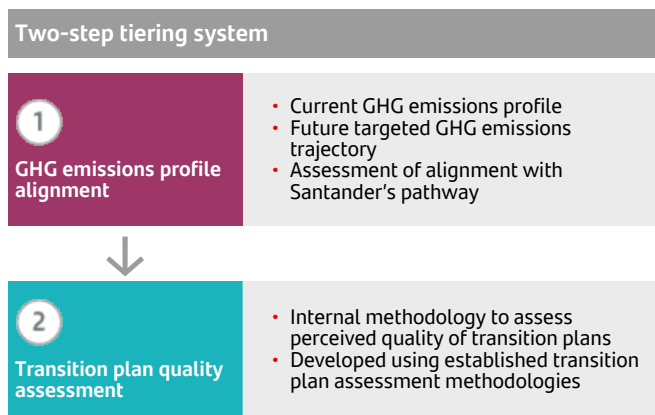 Two-step tiering system
1
GHG emissions profile
alignment
• Current GHG emissions profile
• Future targeted GHG emissions
trajectory
• Assessment of alignment with
Santander's pathway
2
Transition plan quality
assessment
• Internal methodology to assess
perceived quality of transition plans
• Developed using established transition
plan assessment methodologies